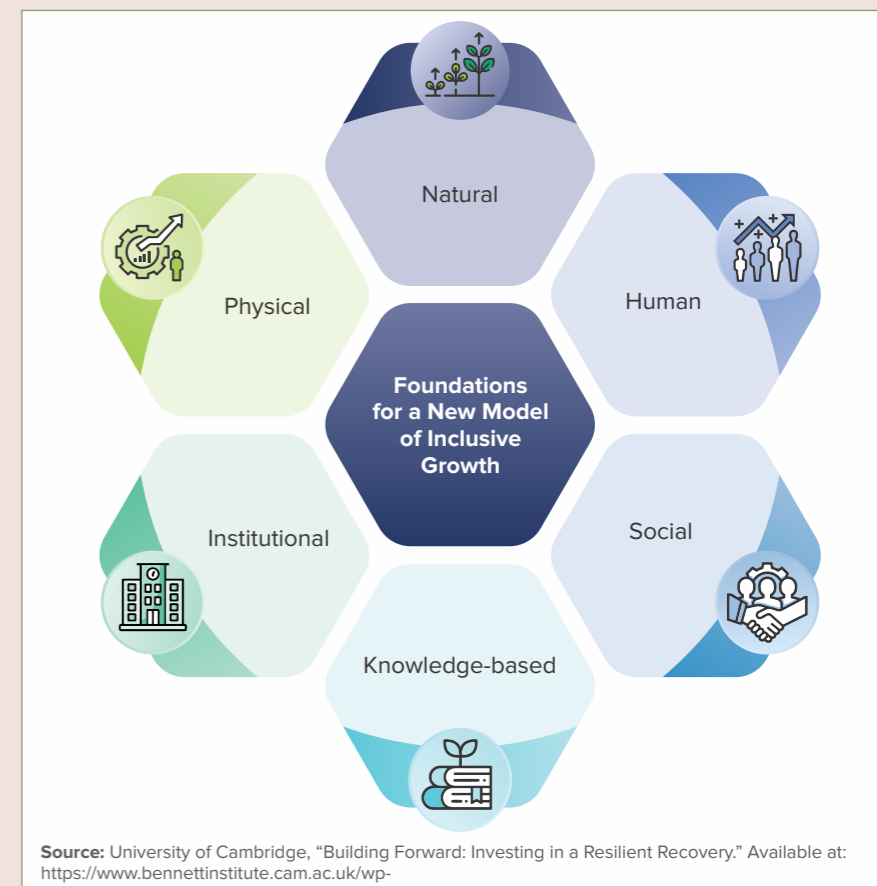 Natural
Physical
Human
Foundations
for a New Model
of Inclusive
Growth
Institutional
Social
Knowledge-based
Source: University of Cambridge, “Building Forward: Investing in a Resilient Recovery.” Available at:
https://www.bennettinstitute.cam.ac.uk/wp-